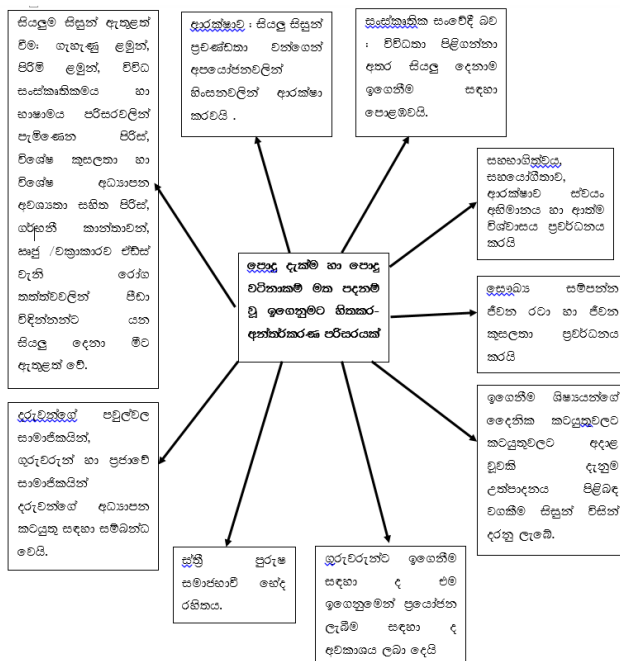 සියලුම සිසුන් ඇතුළත්
වීම: ගැහැණු ළමුන්,
පිරිමි ළමුන්, විවිධ
සංස්කෘතිකමය හා
භාෂාමය පරිසරවලින්
පැමිණෙන පිරිස්,
විශේෂ කුසලතා හා
විශේෂ අධ්‍යාපන
අවශ්‍යතා සහිත පිරිස්,
ගර්භනී කාන්තාවන්,
සෘජු /වක්‍රාකාරව ඒඩ්ස්
වැනි රෝග
තත්ත්වවලින් පීඩා
විඳින්නන්ට යන
සියලු දෙනා මීට
ඇතුළත් වේ.
ආරක්ෂාව : සියලු සිසුන්
ප්‍රචණ්ඩතා වන්ගෙන්
අපයෝජනවලින්
හිංසනවලින් ආරක්ෂා
කරවයි .
සංස්කෘතික සංවේදී බව
: විවිධතා පිළිගන්නා
අතර සියලු දෙනාම
ඉගෙනීම සඳහා
පොළඹවයි.
සහභාගිත්වය,
සහයෝගීතාව,
ආරක්ෂාව ස්වයං
අභිමානය හා ආත්ම
විශ්වාසය ප්‍රවර්ධනය
කරයි
පොදු දැක්ම හා පොදු
වටිනාකම් මත පදනම්
වූ ඉගෙනුමට හිතකර-
අන්තර්කරණ පරිසරයක්
සෞඛ්‍ය සම්පන්න
ජීවන රටා හා ජීවන
කුසලතා ප්‍රවර්ධනය
කරයි
ඉගෙනීම ශිෂ්‍යයන්ගේ
දෛනික කටයුතුවලට
කටයුතුවලට අදාළ
වූවකි දැනුම
උත්පාදනය පිළිබඳ
වගකීම සිසුන් විසින්
දරනු ලැබේ.
දරුවන්ගේ පවුල්වල
සාමාජිකයින්,
ගුරුවරුන් හා ප්‍රජාවේ
සාමාජිකයින්
දරුවන්ගේ අධ්‍යාපන
කටයුතු සඳහා සම්බන්ධ
වෙයි.
ස්ත්‍රී පුරුෂ
සමාජභාවී භේද
රහිතය.
ගුරුවරුන්ට ඉගෙනීම
සඳහා ද එම
ඉගෙනුමෙන් ප්‍රයෝජන
ලැබීම සඳහා ද
අවකාශය ලබා දෙයි